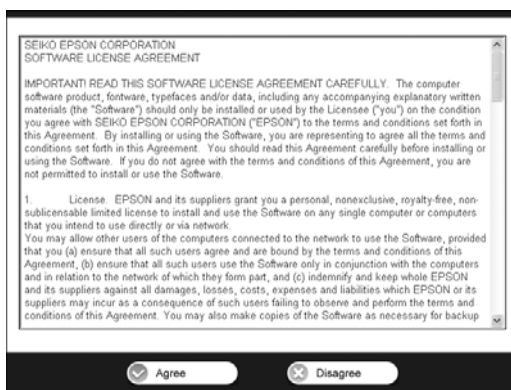 SEIKO EPSON CORPORATION
SOFTWARE LICENSE AGREEMENT
IMPORTANT! READ THIS SOFTWARE LICENSE AGREEMENT CAREFULLY. The computer
software product, fontware, typefaces and/or data, including any accompanying explanatory written
materials (the "Software") should only be installed or used by the Licensee ("you") on the condition
you agree with SEIKO EPSON CORPORATION ("EPSON") to the terms and conditions set forth in
this Agreement. By installing or using the Software, you are representing to agree all the terms and
conditions set forth in this Agreement. You should read this Agreement carefully before installing or
using the Software. If you do not agree with the terms and conditions of this Agreement, you are
not permitted to install or use the Software.
1. License. EPSON and its suppliers grant you a personal, nonexclusive, royalty-free, non-
sublicensable limited license to install and use the Software on any single computer or computers
that you intend to use directly or via network.
You may allow other users of the computers connected to the network to use the Software, provided
that you (a) ensure that all such users agree and are bound by the terms and conditions of this
Agreement, (b) ensure that all such users use the Software only in conjunction with the computers
and in relation to the network of which they form part, and (c) indemnify and keep whole EPSON
and its suppliers against all damages, losses, costs, expenses and liabilities which EPSON or its
suppliers may incur as a consequence of such users failing to observe and perform the terms and
conditions of this Agreement. You may also make copies of the Software as necessary for backup
Agree
Disagree